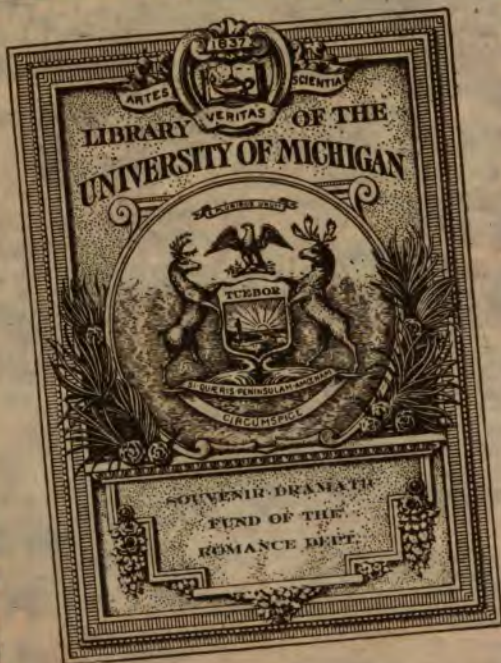 1837
ARTES
SCIENTIA
VERITAS
LIBRARY OF THE
UNIVERSITY OF MICHIGAN
TUEBOR
SI QUÆRIS PENINSULAM AMŒNAM
CIRCUMSPICE
SOUVENIR DRAMATIC
FUND OF THE
ROMANCE DEPT.